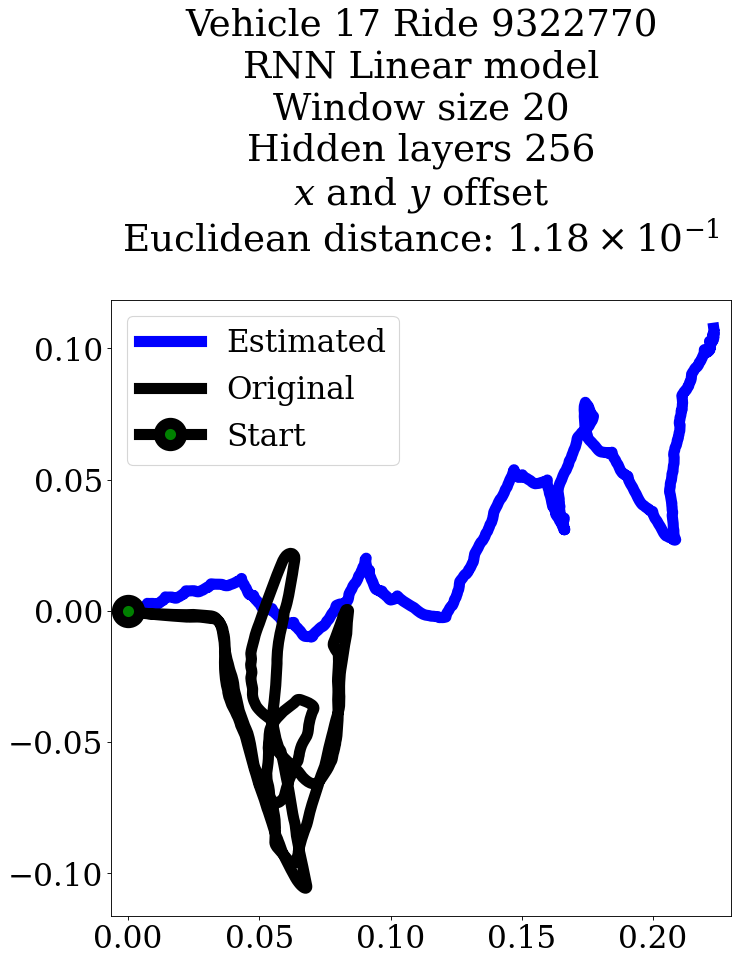 Vehicle 17 Ride 9322770
RNN Linear model
Window size 20
Hidden layers 256
x and y offset
Euclidean distance: 1.18 × 10⁻¹
Estimated
Original
Start
0.10
0.05
0.00
−0.05
−0.10
0.00 0.05 0.10 0.15 0.20